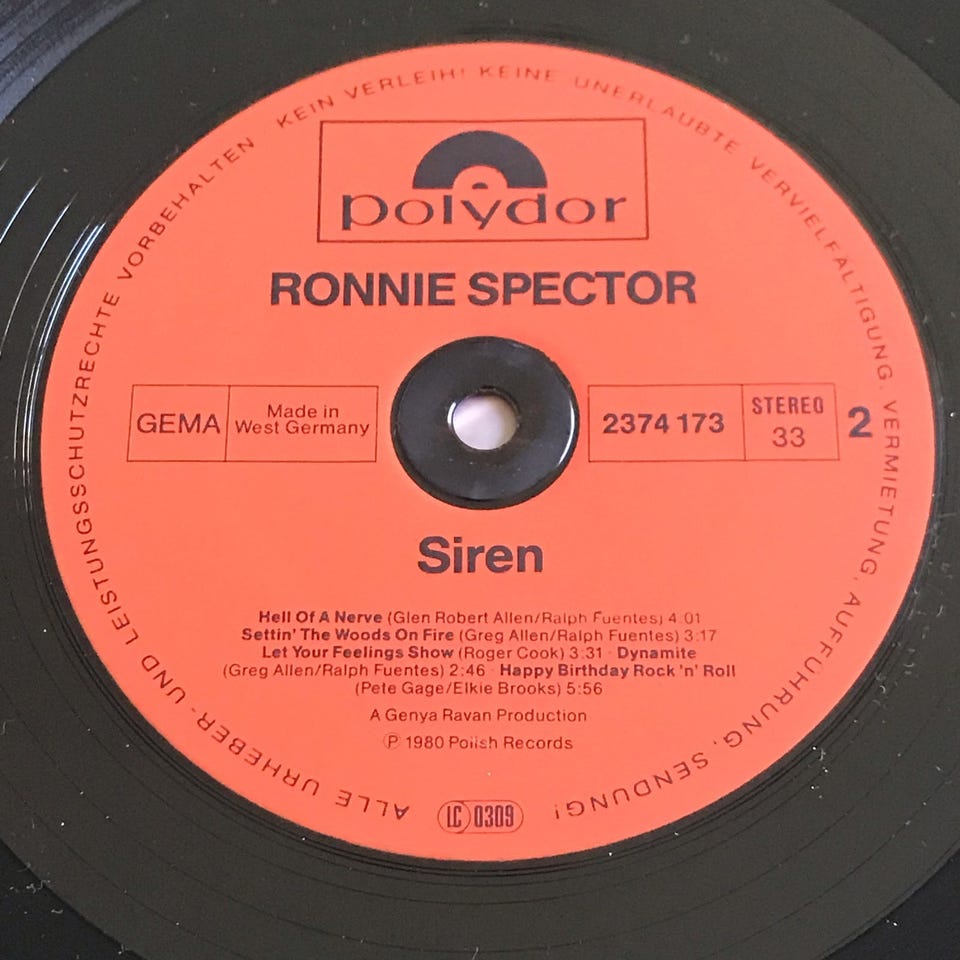 ALLE URHEBER- UND LEISTUNGSSCHUTZRECHTE VORBEHALTEN KEIN VERLEIH! KEINE UNERLAUBTE VERVIELFÄLTIGUNG, VERMIETUNG, AUFFÜHRUNG, SENDUNG!
polydor
RONNIE SPECTOR
GEMA
Made in
West Germany
2374 173
STEREO
33
2
Siren
Hell Of A Nerve (Glen Robert Allen/Ralph Fuentes) 4:01
Settin' The Woods On Fire (Greg Allen/Ralph Fuentes) 3:17
Let Your Feelings Show (Roger Cook) 3:31 · Dynamite
(Greg Allen/Ralph Fuentes) 2:46 · Happy Birthday Rock 'n' Roll
(Pete Gage/Elkie Brooks) 5:56
A Genya Ravan Production
℗ 1980 Polish Records
LC 0309